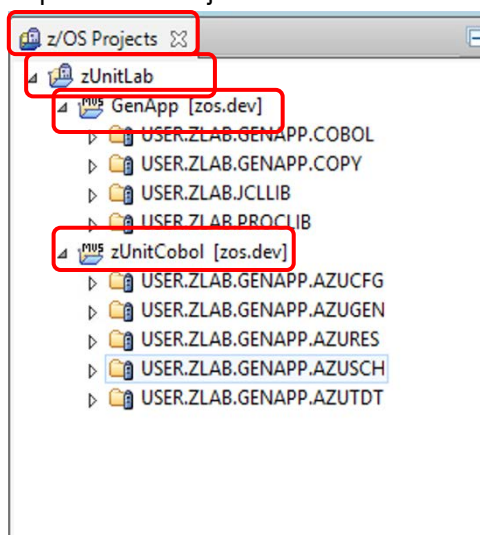 z/OS Projects
zUnitLab
GenApp [zos.dev]
USER.ZLAB.GENAPP.COBOL
USER.ZLAB.GENAPP.COPY
USER.ZLAB.JCLLIB
USER.ZLAB.PROCLIB
zUnitCobol [zos.dev]
USER.ZLAB.GENAPP.AZUCFG
USER.ZLAB.GENAPP.AZUGEN
USER.ZLAB.GENAPP.AZURES
USER.ZLAB.GENAPP.AZUSCH
USER.ZLAB.GENAPP.AZUTDT